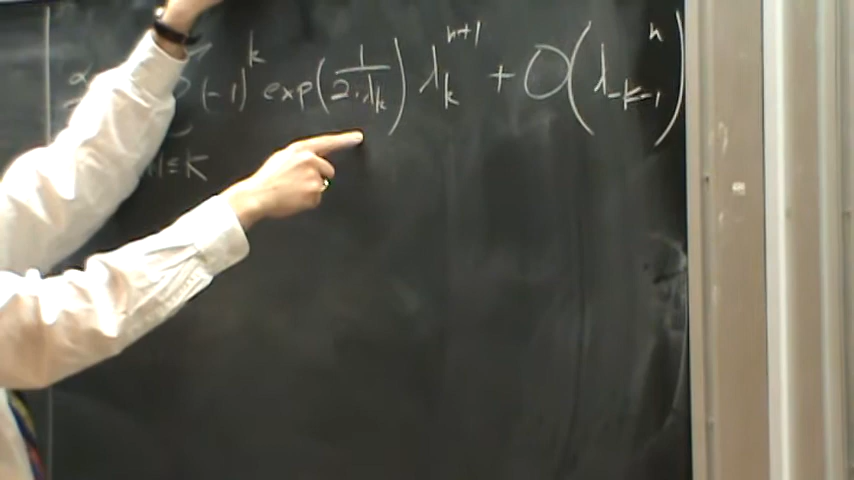 (-1)^k exp(1/(2·λ_k)) λ_k^{n+1} + O(λ_{-K-1}^n)
≤K